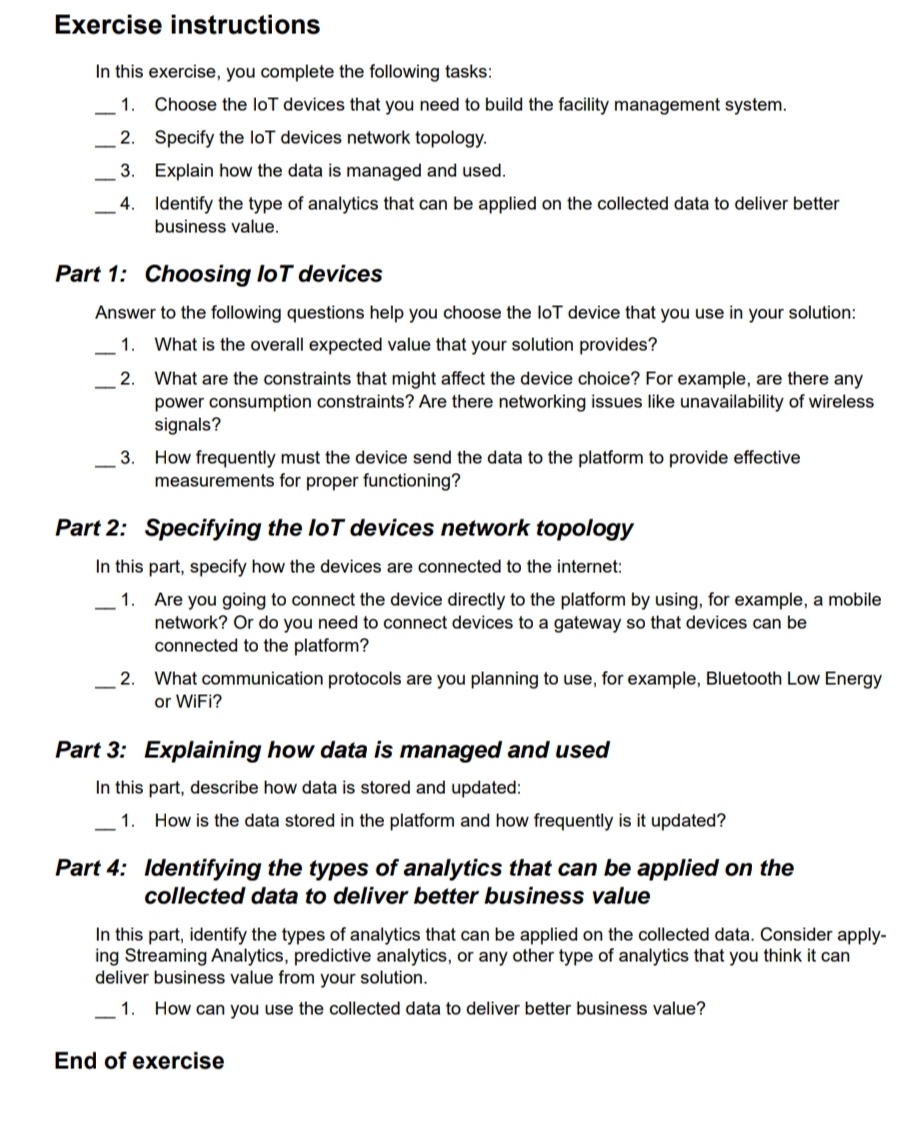 Exercise instructions
In this exercise, you complete the following tasks:
__ 1. Choose the IoT devices that you need to build the facility management system.
__ 2. Specify the IoT devices network topology.
__ 3. Explain how the data is managed and used.
__ 4. Identify the type of analytics that can be applied on the collected data to deliver better
business value.
Part 1: Choosing IoT devices
Answer to the following questions help you choose the IoT device that you use in your solution:
__ 1. What is the overall expected value that your solution provides?
__ 2. What are the constraints that might affect the device choice? For example, are there any
power consumption constraints? Are there networking issues like unavailability of wireless
signals?
__ 3. How frequently must the device send the data to the platform to provide effective
measurements for proper functioning?
Part 2: Specifying the IoT devices network topology
In this part, specify how the devices are connected to the internet:
__ 1. Are you going to connect the device directly to the platform by using, for example, a mobile
network? Or do you need to connect devices to a gateway so that devices can be
connected to the platform?
__ 2. What communication protocols are you planning to use, for example, Bluetooth Low Energy
or WiFi?
Part 3: Explaining how data is managed and used
In this part, describe how data is stored and updated:
__ 1. How is the data stored in the platform and how frequently is it updated?
Part 4: Identifying the types of analytics that can be applied on the
collected data to deliver better business value
In this part, identify the types of analytics that can be applied on the collected data. Consider apply-
ing Streaming Analytics, predictive analytics, or any other type of analytics that you think it can
deliver business value from your solution.
__ 1. How can you use the collected data to deliver better business value?
End of exercise